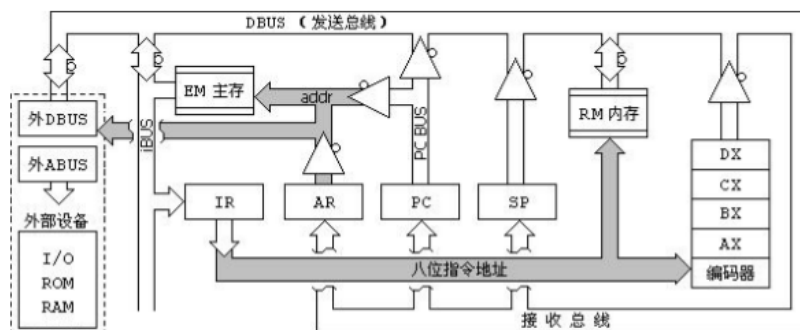 DBUS （发送总线）
EM 主存
addr
外DBUS
iBUS
PC BUS
RM 内存
外ABUS
DX
CX
BX
AX
编码器
IR
AR
PC
SP
外部设备
I/O
ROM
RAM
八位指令地址
接收总线